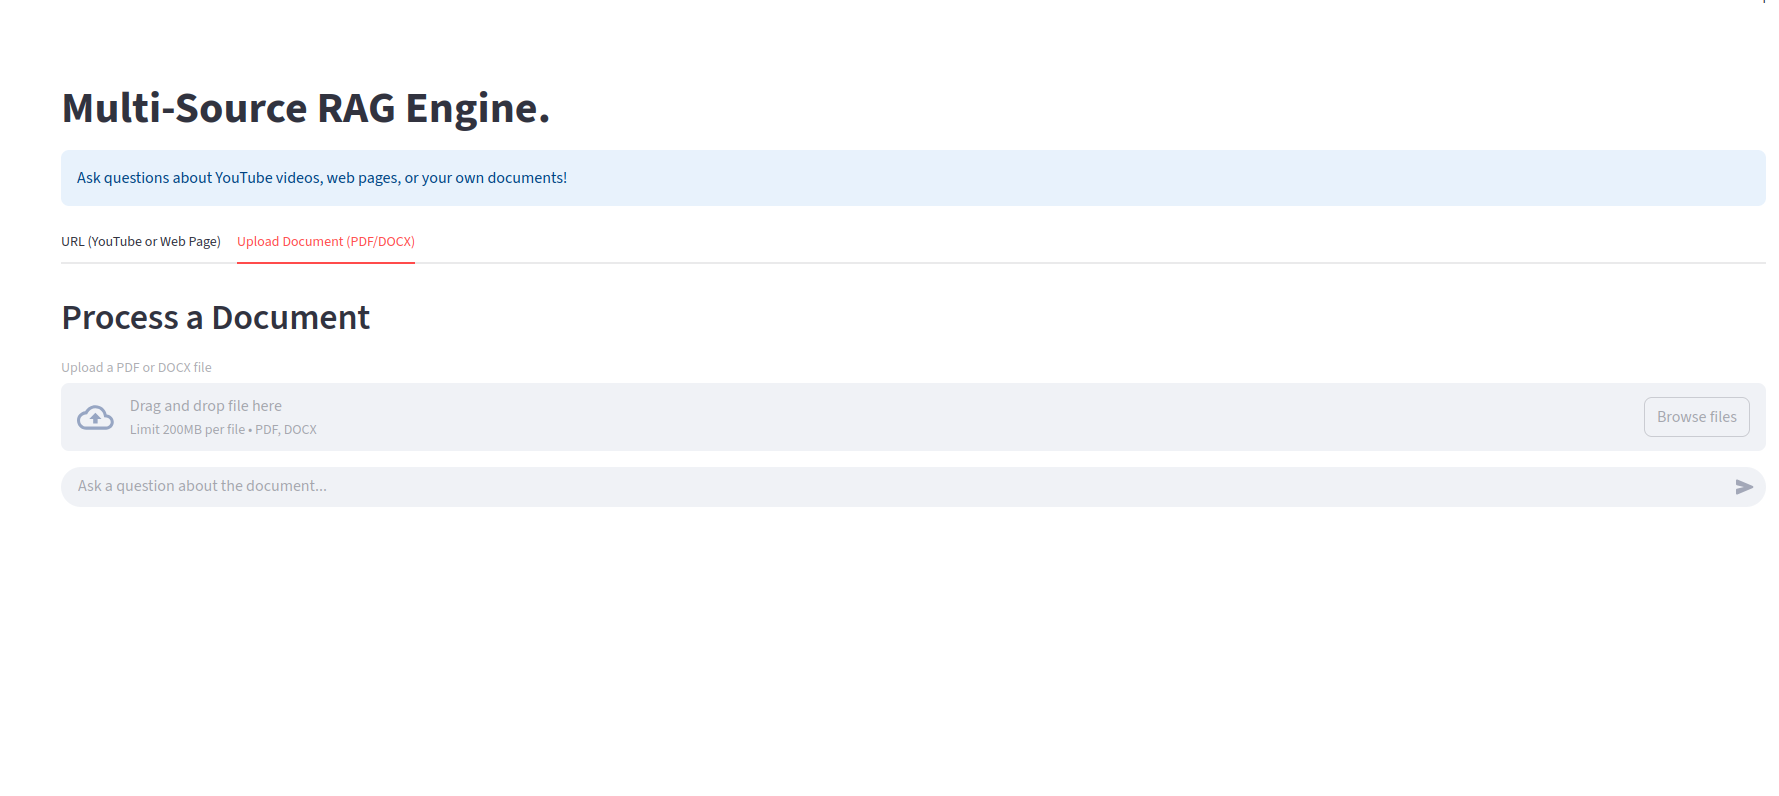 Multi-Source RAG Engine.
Ask questions about YouTube videos, web pages, or your own documents!
URL (YouTube or Web Page)
Upload Document (PDF/DOCX)
Process a Document
Upload a PDF or DOCX file
Drag and drop file here
Limit 200MB per file • PDF, DOCX
Browse files
Ask a question about the document...